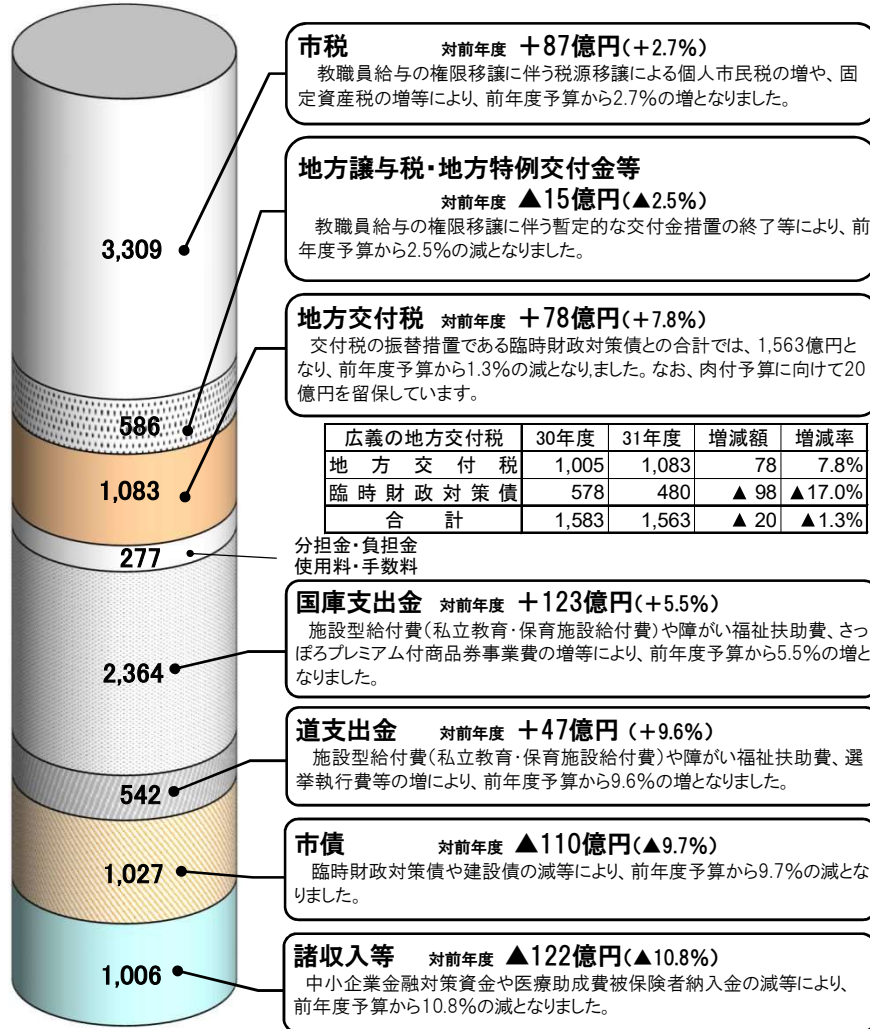 市税 対前年度 +87億円(+2.7%)
教職員給与の権限移譲に伴う税源移譲による個人市民税の増や、固
定資産税の増等により、前年度予算から2.7%の増となりました。
3,309
地方譲与税・地方特例交付金等
対前年度 ▲15億円(▲2.5%)
教職員給与の権限移譲に伴う暫定的な交付金措置の終了等により、前
年度予算から2.5%の減となりました。
586
地方交付税 対前年度 +78億円(+7.8%)
交付税の振替措置である臨時財政対策債との合計では、1,563億円と
なり、前年度予算から1.3%の減となりました。なお、肉付予算に向けて20
億円を留保しています。
1,083
広義の地方交付税 30年度 31年度 増減額 増減率
地方交付税 1,005 1,083 78 7.8%
臨時財政対策債 578 480 ▲ 98 ▲17.0%
合計 1,583 1,563 ▲ 20 ▲1.3%
277
分担金・負担金
使用料・手数料
国庫支出金 対前年度 +123億円(+5.5%)
施設型給付費(私立教育・保育施設給付費)や障がい福祉扶助費、さっ
ぽろプレミアム付商品券事業費の増等により、前年度予算から5.5%の増と
なりました。
2,364
道支出金 対前年度 +47億円 (+9.6%)
施設型給付費(私立教育・保育施設給付費)や障がい福祉扶助費、選
挙執行費等の増により、前年度予算から9.6%の増となりました。
542
市債 対前年度 ▲110億円(▲9.7%)
臨時財政対策債や建設債の減等により、前年度予算から9.7%の減とな
りました。
1,027
諸収入等 対前年度 ▲122億円(▲10.8%)
中小企業金融対策資金や医療助成費被保険者納入金の減等により、
前年度予算から10.8%の減となりました。
1,006